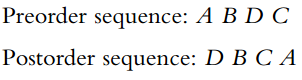 Preorder sequence: A B D C
Postorder sequence: D B C A